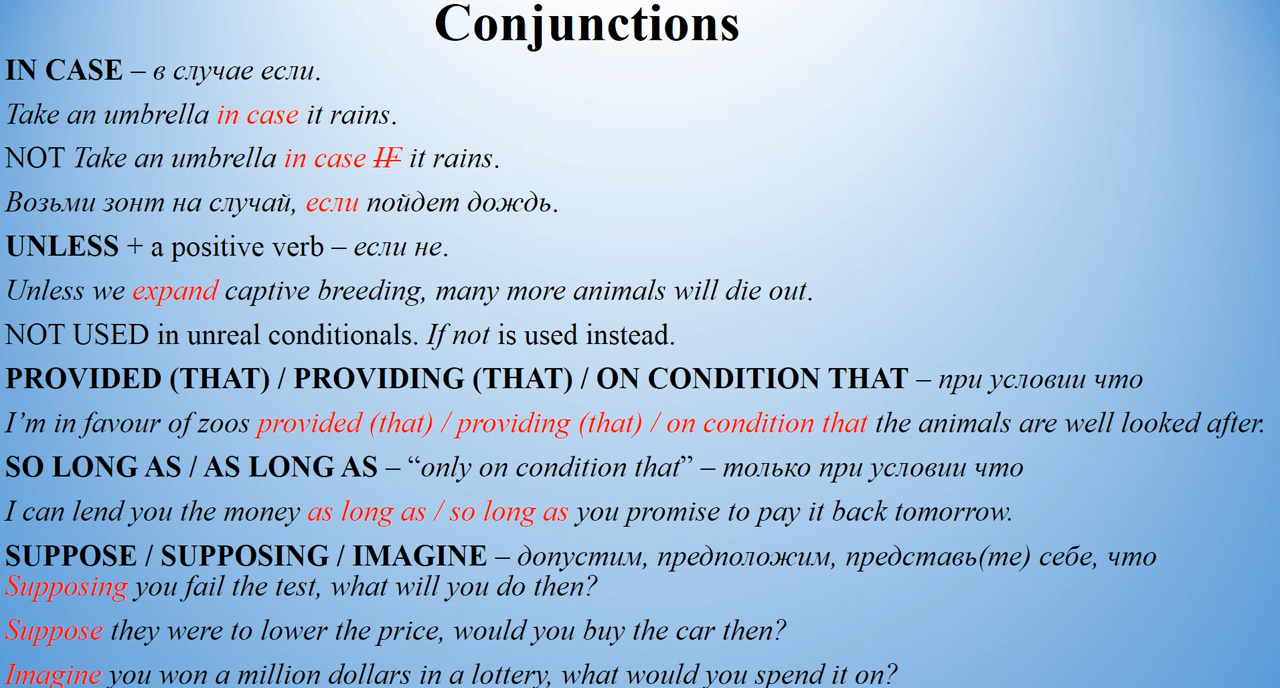 Conjunctions
IN CASE – в случае если.
Take an umbrella in case it rains.
NOT Take an umbrella in case IF it rains.
Возьми зонт на случай, если пойдет дождь.
UNLESS + a positive verb – если не.
Unless we expand captive breeding, many more animals will die out.
NOT USED in unreal conditionals. If not is used instead.
PROVIDED (THAT) / PROVIDING (THAT) / ON CONDITION THAT – при условии что
I’m in favour of zoos provided (that) / providing (that) / on condition that the animals are well looked after.
SO LONG AS / AS LONG AS – “only on condition that” – только при условии что
I can lend you the money as long as / so long as you promise to pay it back tomorrow.
SUPPOSE / SUPPOSING / IMAGINE – допустим, предположим, представь(те) себе, что
Supposing you fail the test, what will you do then?
Suppose they were to lower the price, would you buy the car then?
Imagine you won a million dollars in a lottery, what would you spend it on?